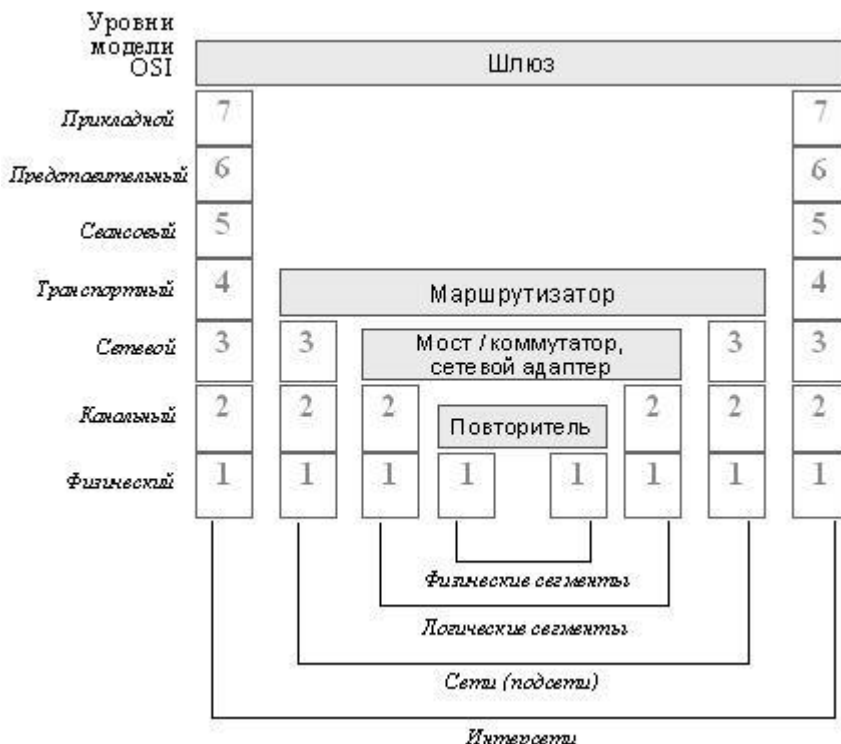 Уровни
модели
OSI
Шлюз
Прикладной 7 7
Представительный 6 6
Сеансовый 5 5
Транспортный 4 Маршрутизатор 4
Сетевой 3 3 Мост / коммутатор, 3 3
сетевой адаптер
Канальный 2 2 2 Повторитель 2 2 2
Физический 1 1 1 1 1 1 1 1
Физические сегменты
Логические сегменты
Сети (подсети)
Интерсети